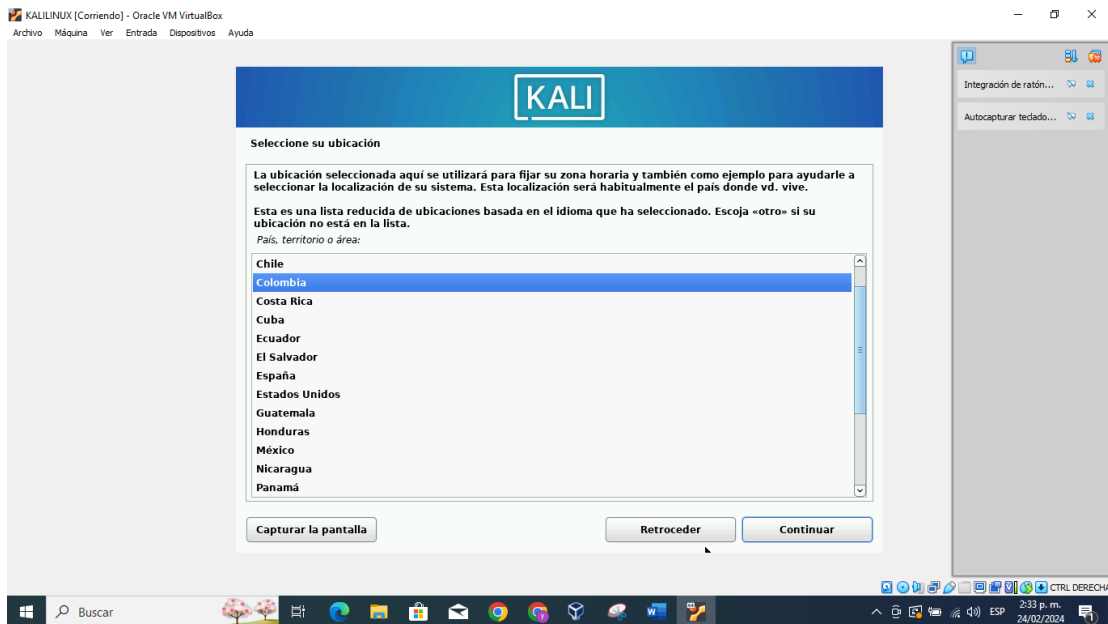 KALILINUX [Corriendo] - Oracle VM VirtualBox
Archivo Máquina Ver Entrada Dispositivos Ayuda
KALI
Integración de ratón...
Autocapturar teclado...
Seleccione su ubicación
La ubicación seleccionada aquí se utilizará para fijar su zona horaria y también como ejemplo para ayudarle a
seleccionar la localización de su sistema. Esta localización será habitualmente el país donde vd. vive.
Esta es una lista reducida de ubicaciones basada en el idioma que ha seleccionado. Escoja «otro» si su
ubicación no está en la lista.
País, territorio o área:
Chile
Colombia
Costa Rica
Cuba
Ecuador
El Salvador
España
Estados Unidos
Guatemala
Honduras
México
Nicaragua
Panamá
Capturar la pantalla
Retroceder
Continuar
CTRL DERECHA
Buscar
ESP
2:33 p. m.
24/02/2024
1